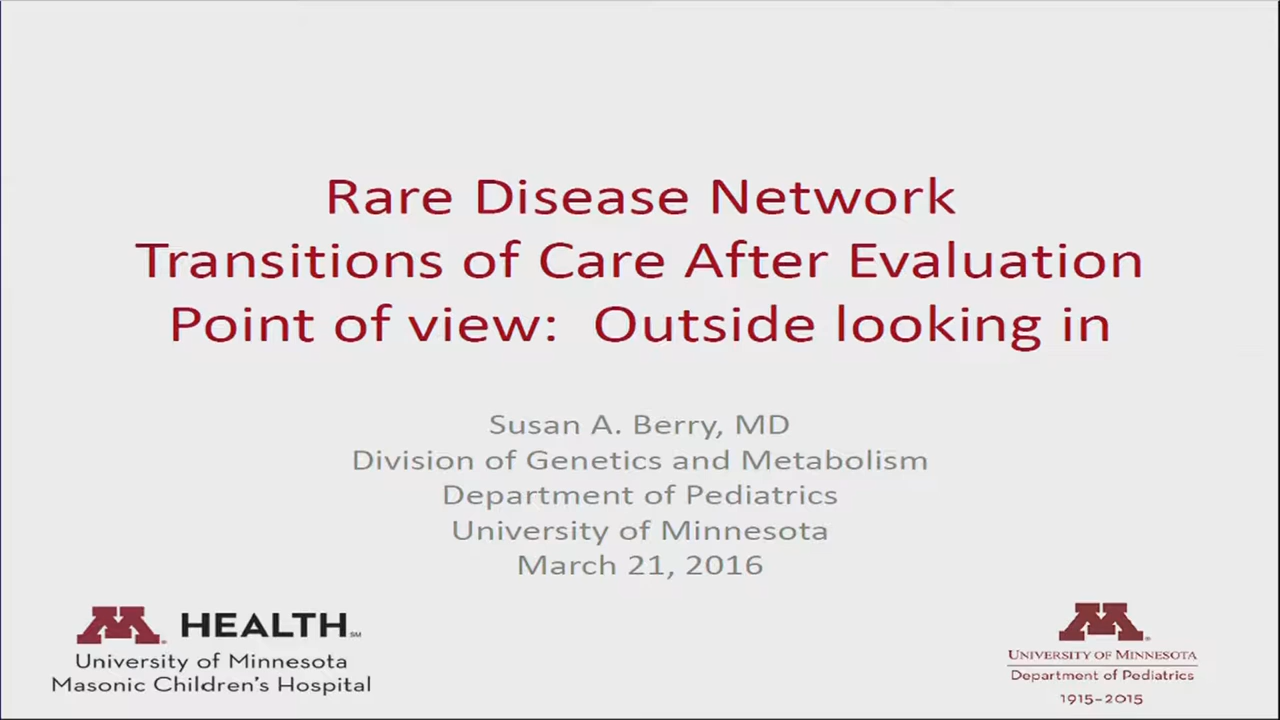 Rare Disease Network
Transitions of Care After Evaluation
Point of view:  Outside looking in
Susan A. Berry, MD
Division of Genetics and Metabolism
Department of Pediatrics
University of Minnesota
March 21, 2016
M HEALTH SM
University of Minnesota
Masonic Children's Hospital
M
UNIVERSITY OF MINNESOTA
Department of Pediatrics
1915–2015